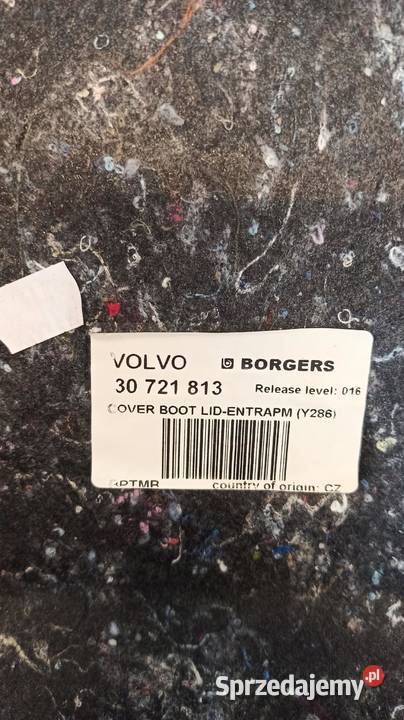 VOLVO BORGERS
30 721 813 Release level: 016
COVER BOOT LID-ENTRAPM (Y286)
country of origin: CZ
Sprzedajemy.pl